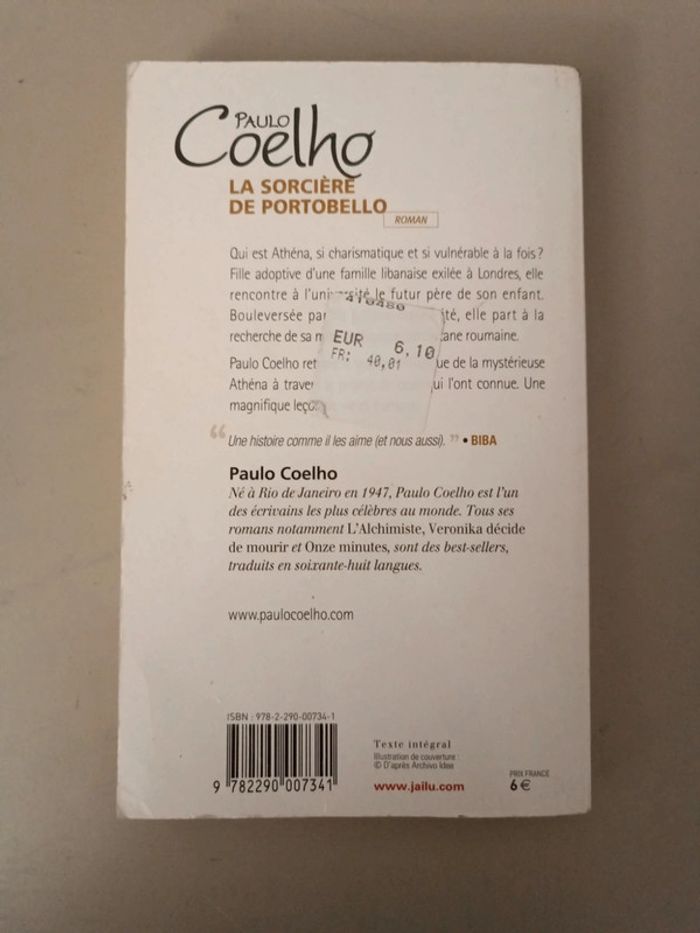 PAULO
Coelho
LA SORCIÈRE
DE PORTOBELLO
ROMAN
Qui est Athéna, si charismatique et si vulnérable à la fois ?
Fille adoptive d'une famille libanaise exilée à Londres, elle
rencontre à l'université le futur père de son enfant.
Bouleversée par ité, elle part à la
recherche de sa m tane roumaine.
Paulo Coelho ret ue de la mystérieuse
Athéna à traver ui l'ont connue. Une
magnifique leço
EUR 6,10
FR: 40,01
“ Une histoire comme il les aime (et nous aussi). ” • BIBA
Paulo Coelho
Né à Rio de Janeiro en 1947, Paulo Coelho est l'un
des écrivains les plus célèbres au monde. Tous ses
romans notamment L'Alchimiste, Veronika décide
de mourir et Onze minutes, sont des best-sellers,
traduits en soixante-huit langues.
www.paulocoelho.com
ISBN : 978-2-290-00734-1
9 782290 007341
Texte intégral
Illustration de couverture :
© D'après Archivo Idee
www.jailu.com
PRIX FRANCE
6 €